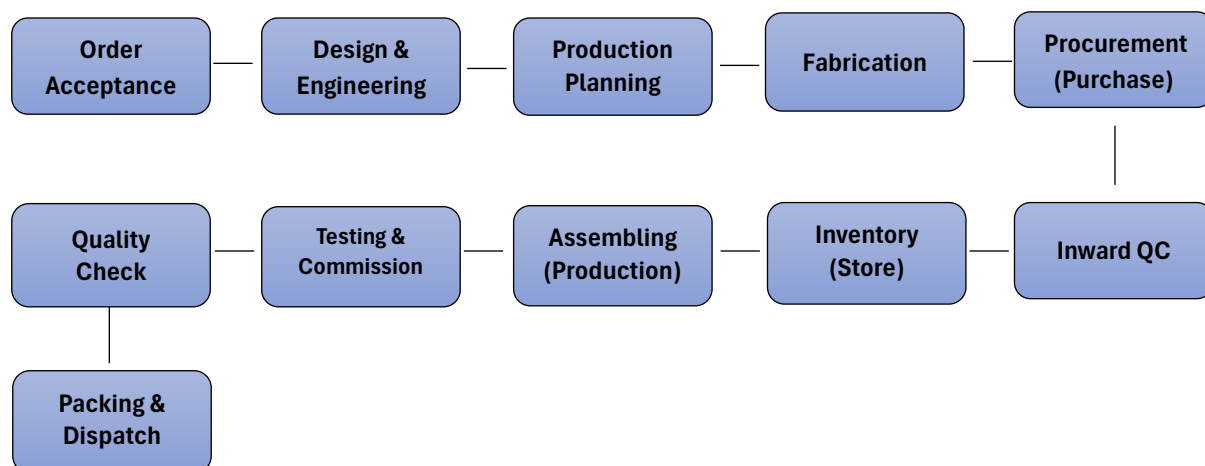 Order
Acceptance
Design &
Engineering
Production
Planning
Fabrication
Procurement
(Purchase)
Quality
Check
Testing &
Commission
Assembling
(Production)
Inventory
(Store)
Inward QC
Packing &
Dispatch